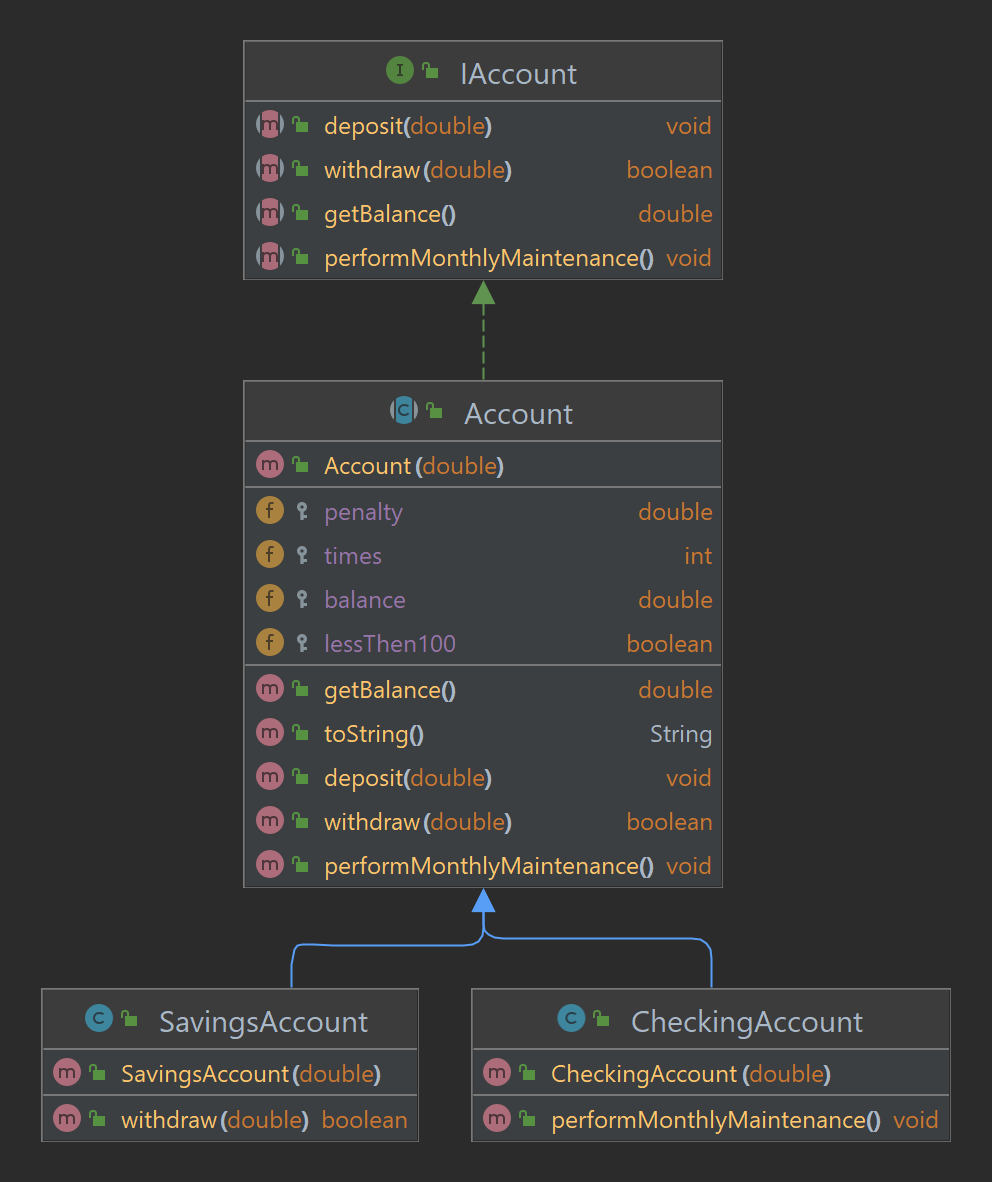 I IAccount
m deposit(double) void
m withdraw(double) boolean
m getBalance() double
m performMonthlyMaintenance() void
C Account
m Account(double)
f penalty double
f times int
f balance double
f lessThen100 boolean
m getBalance() double
m toString() String
m deposit(double) void
m withdraw(double) boolean
m performMonthlyMaintenance() void
C SavingsAccount
m SavingsAccount(double)
m withdraw(double) boolean
C CheckingAccount
m CheckingAccount(double)
m performMonthlyMaintenance() void